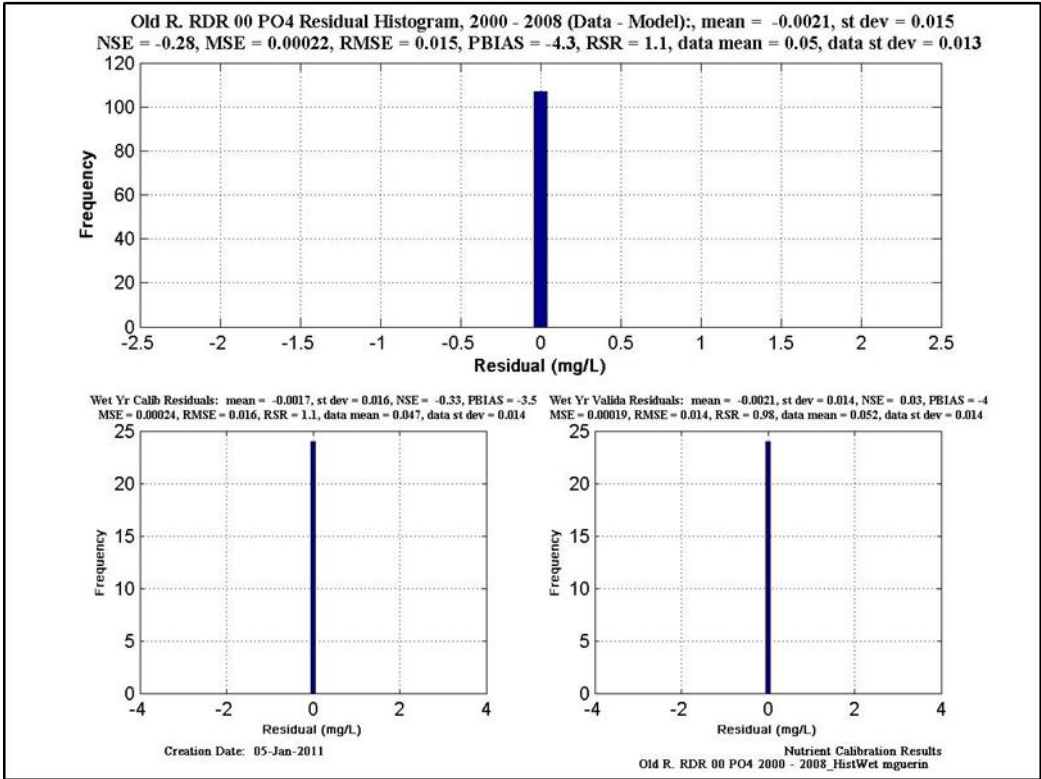 Old R. RDR 00 PO4 Residual Histogram, 2000 - 2008 (Data - Model):, mean = -0.0021, st dev = 0.015
NSE = -0.28, MSE = 0.00022, RMSE = 0.015, PBIAS = -4.3, RSR = 1.1, data mean = 0.05, data st dev = 0.013
120
100
80
60
40
20
0
Frequency
-2.5 -2 -1.5 -1 -0.5 0 0.5 1 1.5 2 2.5
Residual (mg/L)
Wet Yr Calib Residuals: mean = -0.0017, st dev = 0.016, NSE = -0.33, PBIAS = -3.5
MSE = 0.00024, RMSE = 0.016, RSR = 1.1, data mean = 0.047, data st dev = 0.014
25
20
15
10
5
0
Frequency
-4 -2 0 2 4
Residual (mg/L)
Wet Yr Valida Residuals: mean = -0.0021, st dev = 0.014, NSE = 0.03, PBIAS = -4
MSE = 0.00019, RMSE = 0.014, RSR = 0.98, data mean = 0.052, data st dev = 0.014
25
20
15
10
5
0
Frequency
-4 -2 0 2 4
Residual (mg/L)
Creation Date: 05-Jan-2011
Nutrient Calibration Results
Old R. RDR 00 PO4 2000 - 2008_HistWet mguerin